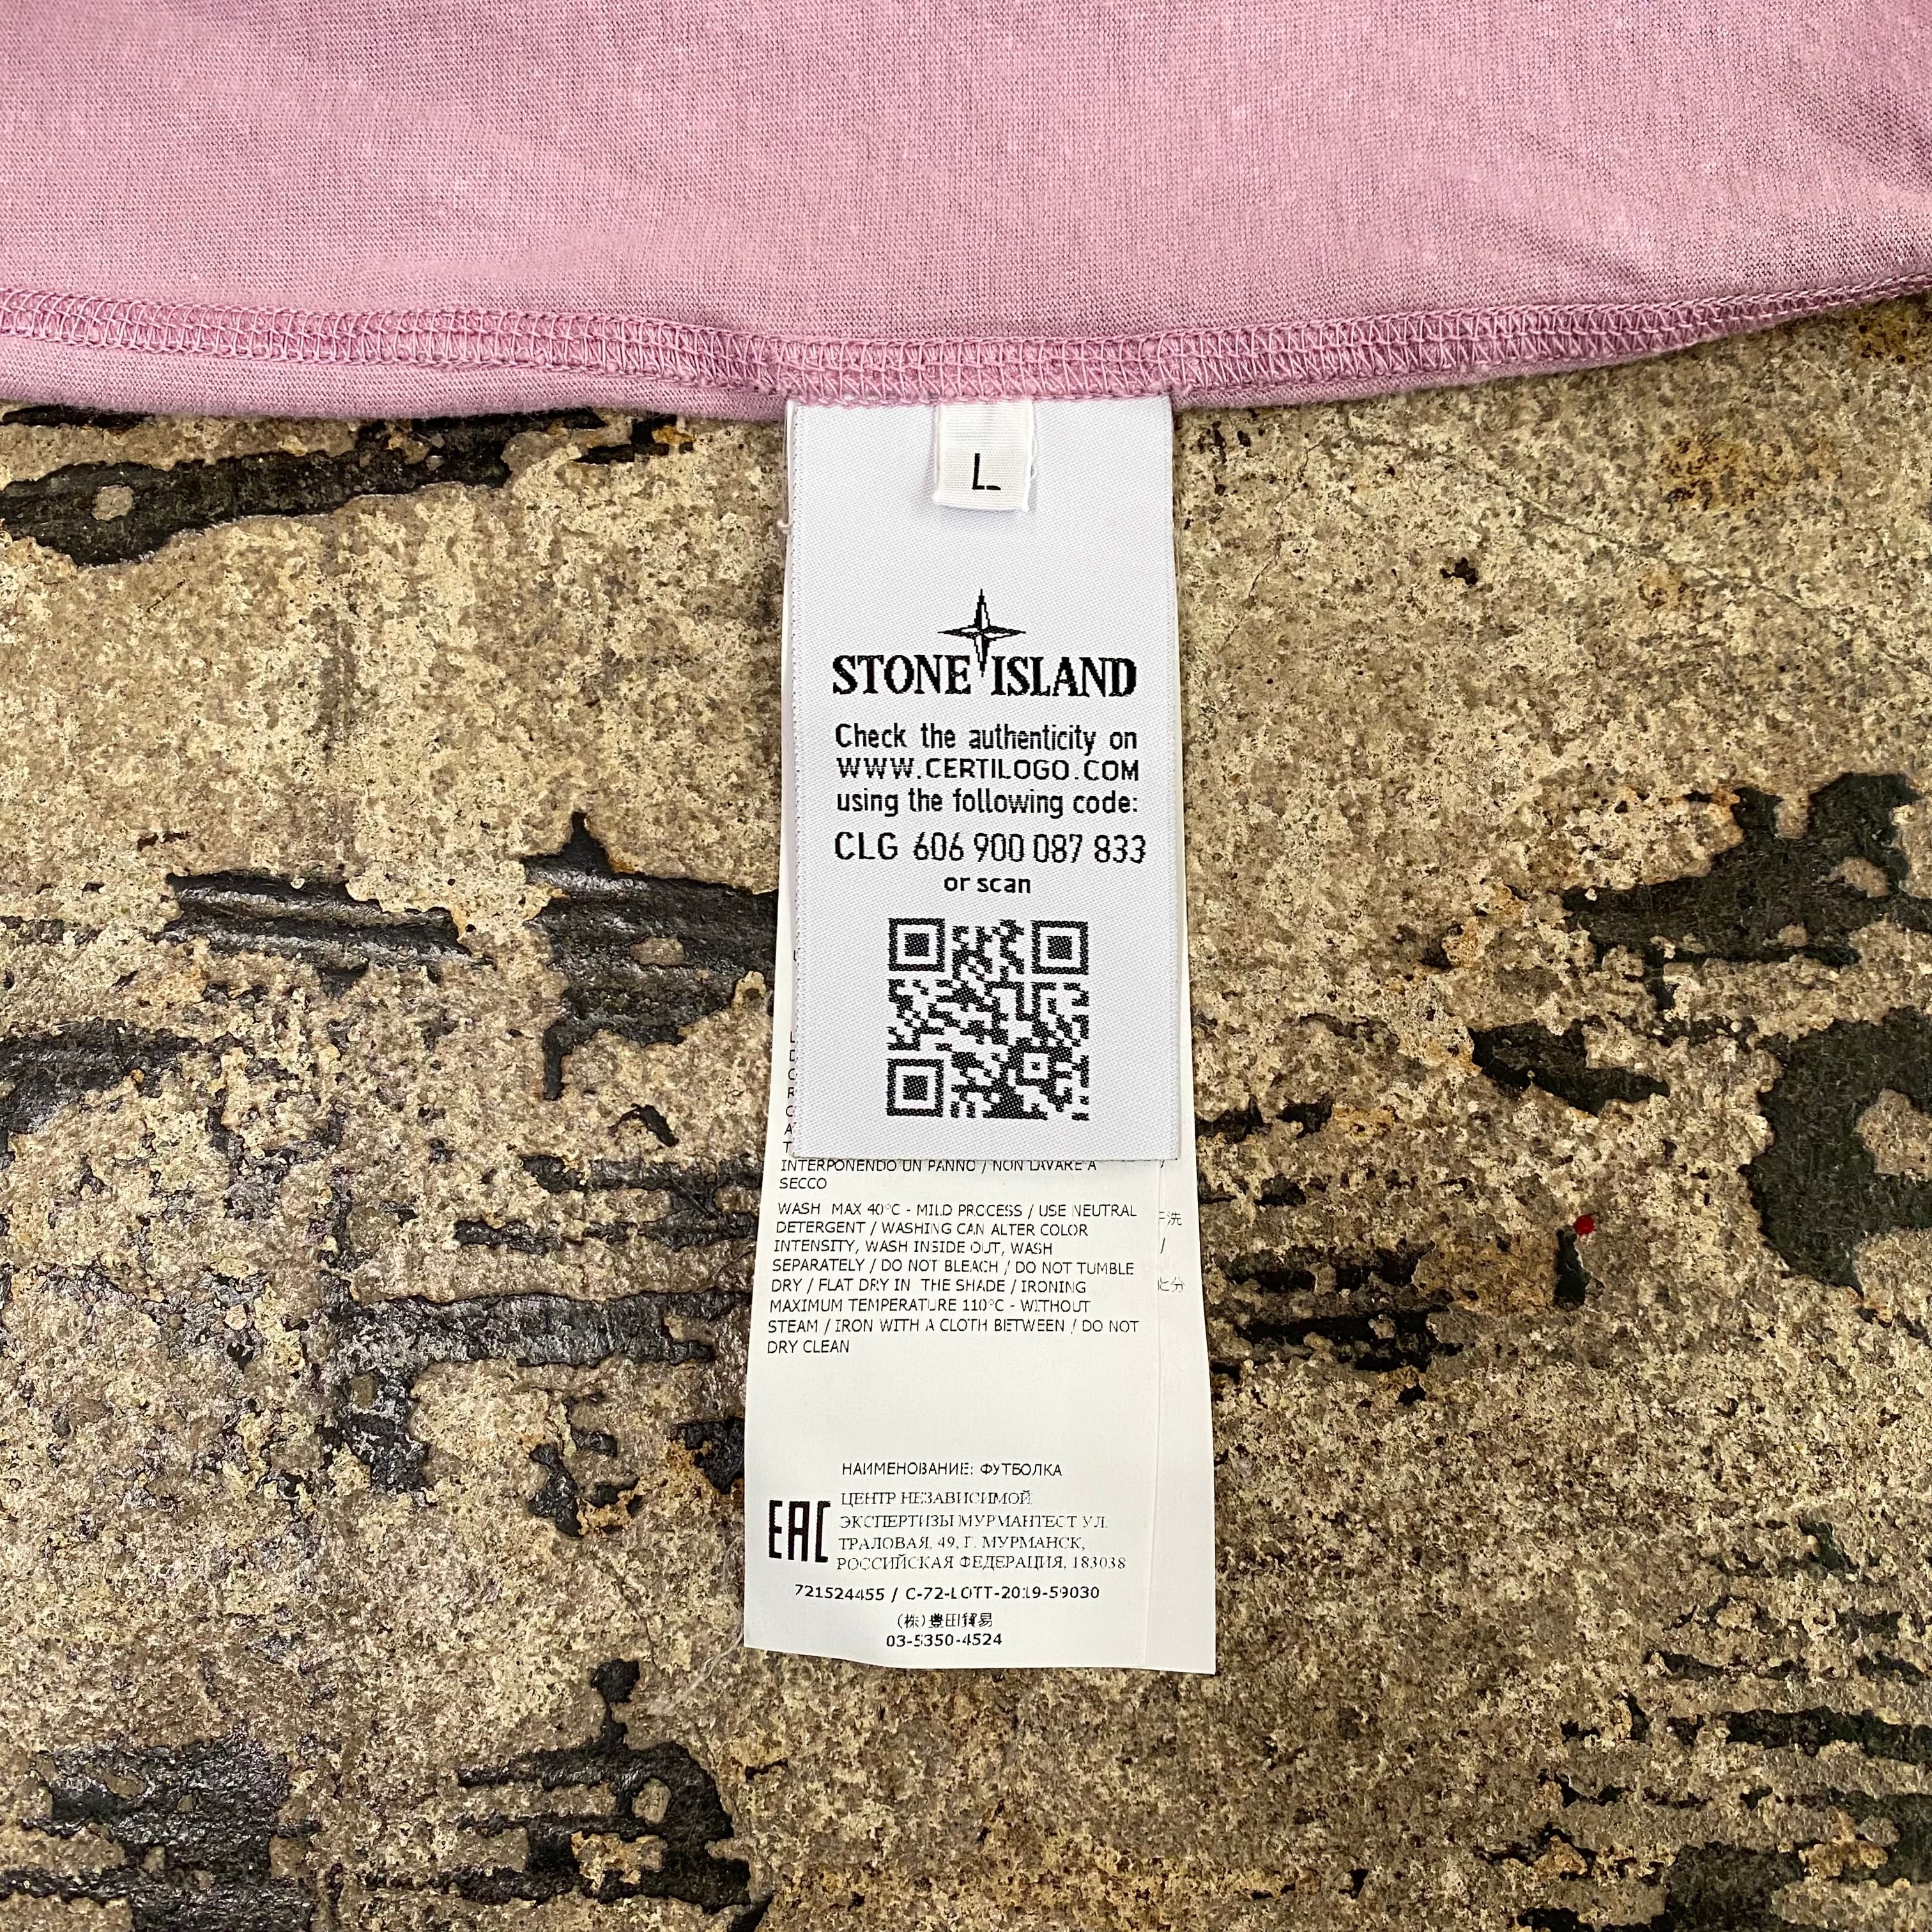 L
STONE ISLAND
Check the authenticity on
WWW.CERTILOGO.COM
using the following code:
CLG 606 900 087 833
or scan
INTERPONENDO UN PANNO / NON LAVARE A
SECCO
WASH MAX 40°C - MILD PROCESS / USE NEUTRAL
DETERGENT / WASHING CAN ALTER COLOR
INTENSITY, WASH INSIDE OUT, WASH
SEPARATELY / DO NOT BLEACH / DO NOT TUMBLE
DRY / FLAT DRY IN THE SHADE / IRONING
MAXIMUM TEMPERATURE 110°C - WITHOUT
STEAM / IRON WITH A CLOTH BETWEEN / DO NOT
DRY CLEAN
НАИМЕНОВАНИЕ: ФУТБОЛКА
EAC
ЦЕНТР НЕЗАВИСИМОЙ
ЭКСПЕРТИЗЫ МУРМАНТЕСТ УЛ.
ТРАЛОВАЯ, 49, Г. МУРМАНСК,
РОССИЙСКАЯ ФЕДЕРАЦИЯ, 183038
721524455 / C-72-LOTT-2019-59030
(株)豊田貿易
03-5350-4524